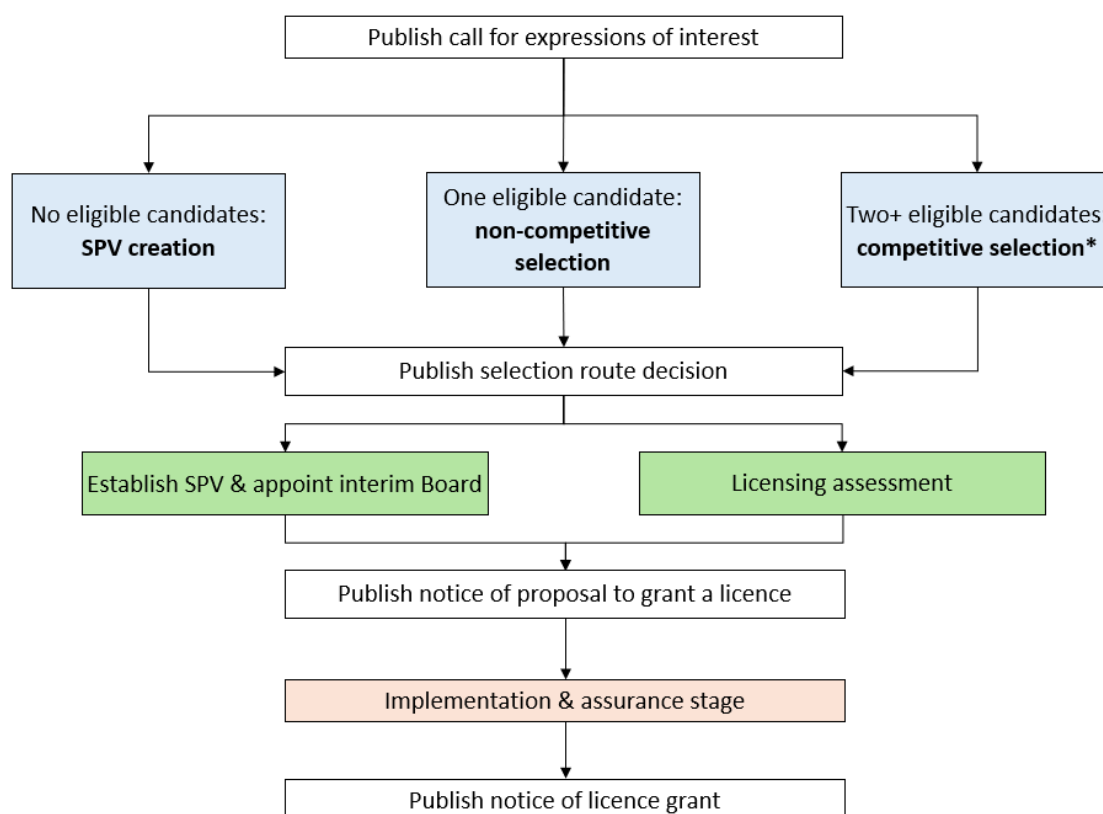 Publish call for expressions of interest
No eligible candidates:
SPV creation
One eligible candidate:
non-competitive
selection
Two+ eligible candidates
competitive selection*
Publish selection route decision
Establish SPV & appoint interim Board
Licensing assessment
Publish notice of proposal to grant a licence
Implementation & assurance stage
Publish notice of licence grant